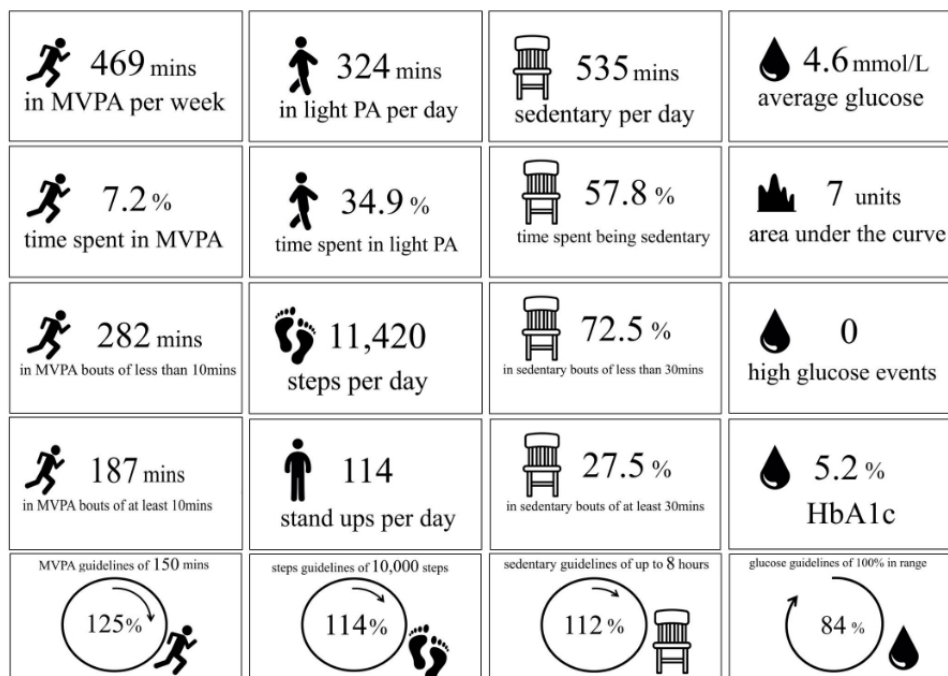 469 mins
in MVPA per week
324 mins
in light PA per day
535 mins
sedentary per day
4.6 mmol/L
average glucose
7.2 %
time spent in MVPA
34.9 %
time spent in light PA
57.8 %
time spent being sedentary
7 units
area under the curve
282 mins
in MVPA bouts of less than 10mins
11,420
steps per day
72.5 %
in sedentary bouts of less than 30mins
0
high glucose events
187 mins
in MVPA bouts of at least 10mins
114
stand ups per day
27.5 %
in sedentary bouts of at least 30mins
5.2 %
HbA1c
MVPA guidelines of 150 mins
125%
steps guidelines of 10,000 steps
114%
sedentary guidelines of up to 8 hours
112%
glucose guidelines of 100% in range
84 %